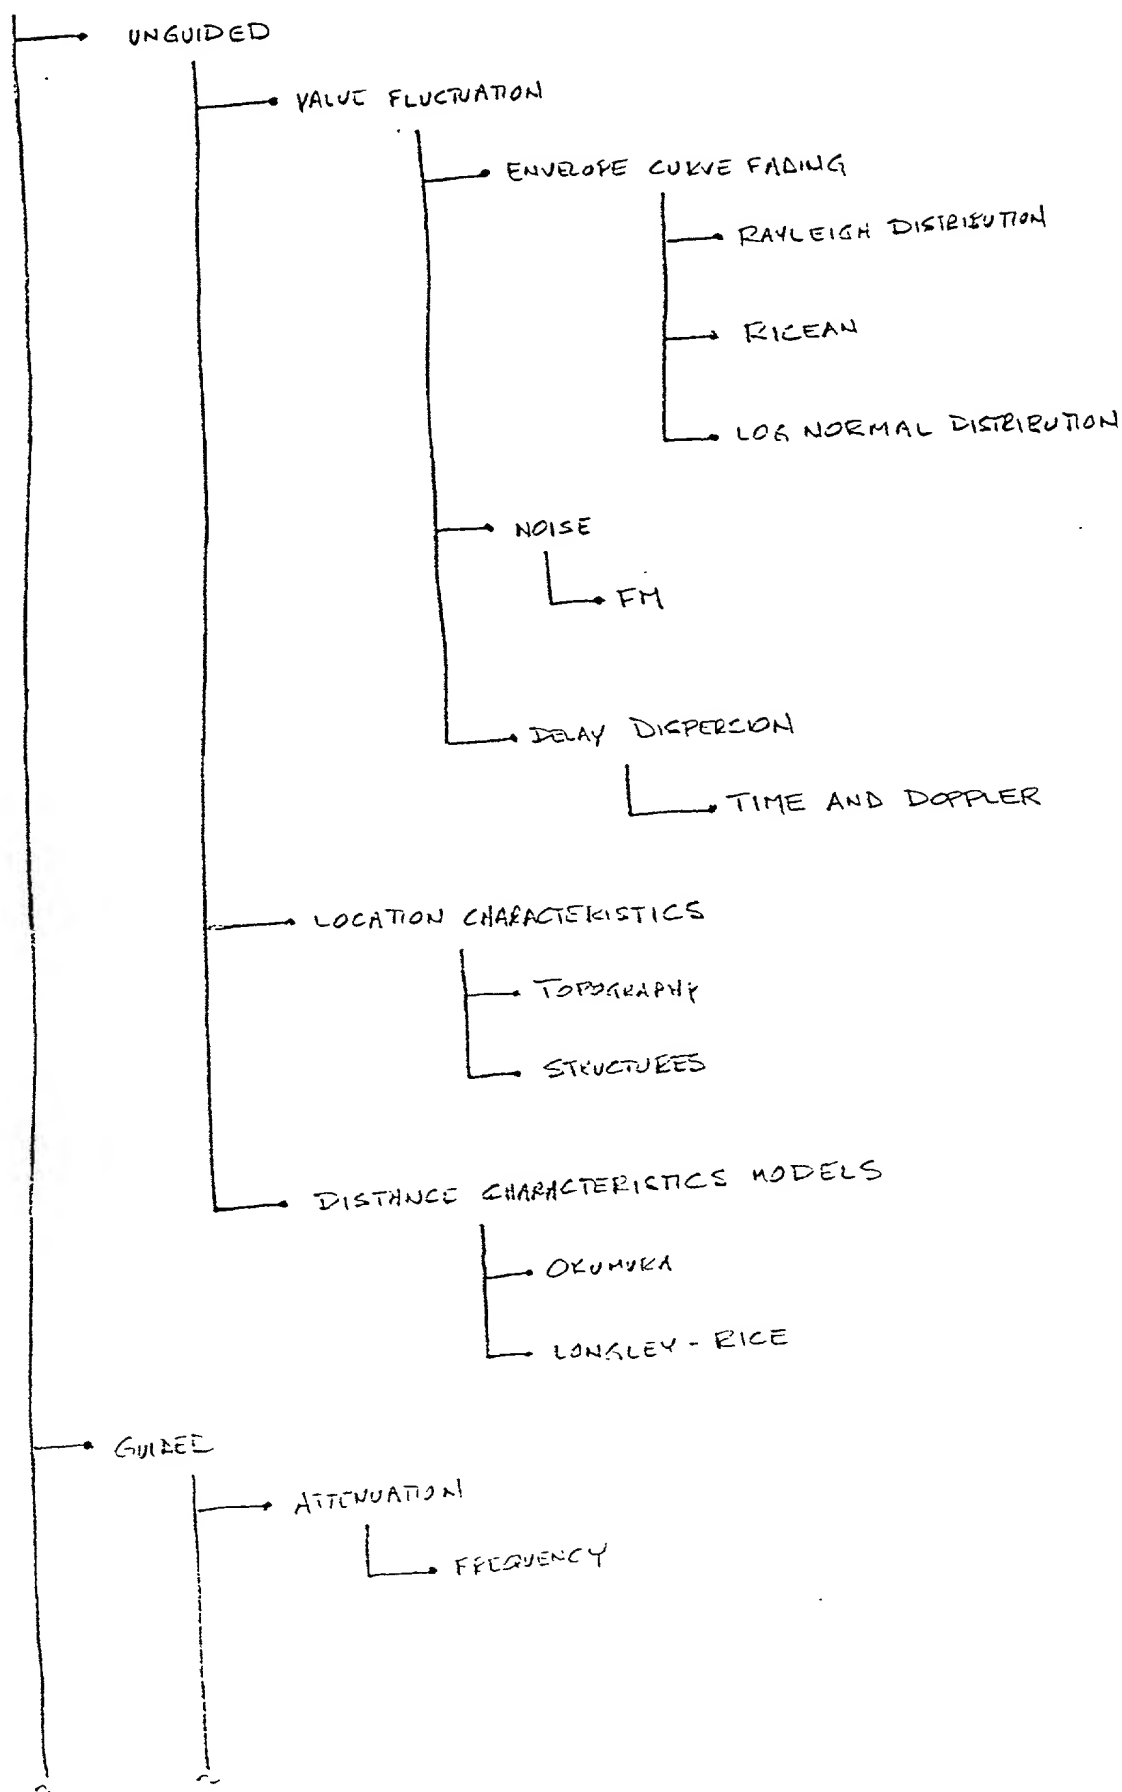 UNGUIDED
VALUE FLUCTUATION
ENVELOPE CURVE FADING
RAYLEIGH DISTRIBUTION
RICEAN
LOG NORMAL DISTRIBUTION
NOISE
FM
DELAY DISPERSION
TIME AND DOPPLER
LOCATION CHARACTERISTICS
TOPOGRAPHY
STRUCTURES
DISTANCE CHARACTERISTICS MODELS
OKUMURA
LONGLEY - RICE
GUIDED
ATTENUATION
FREQUENCY